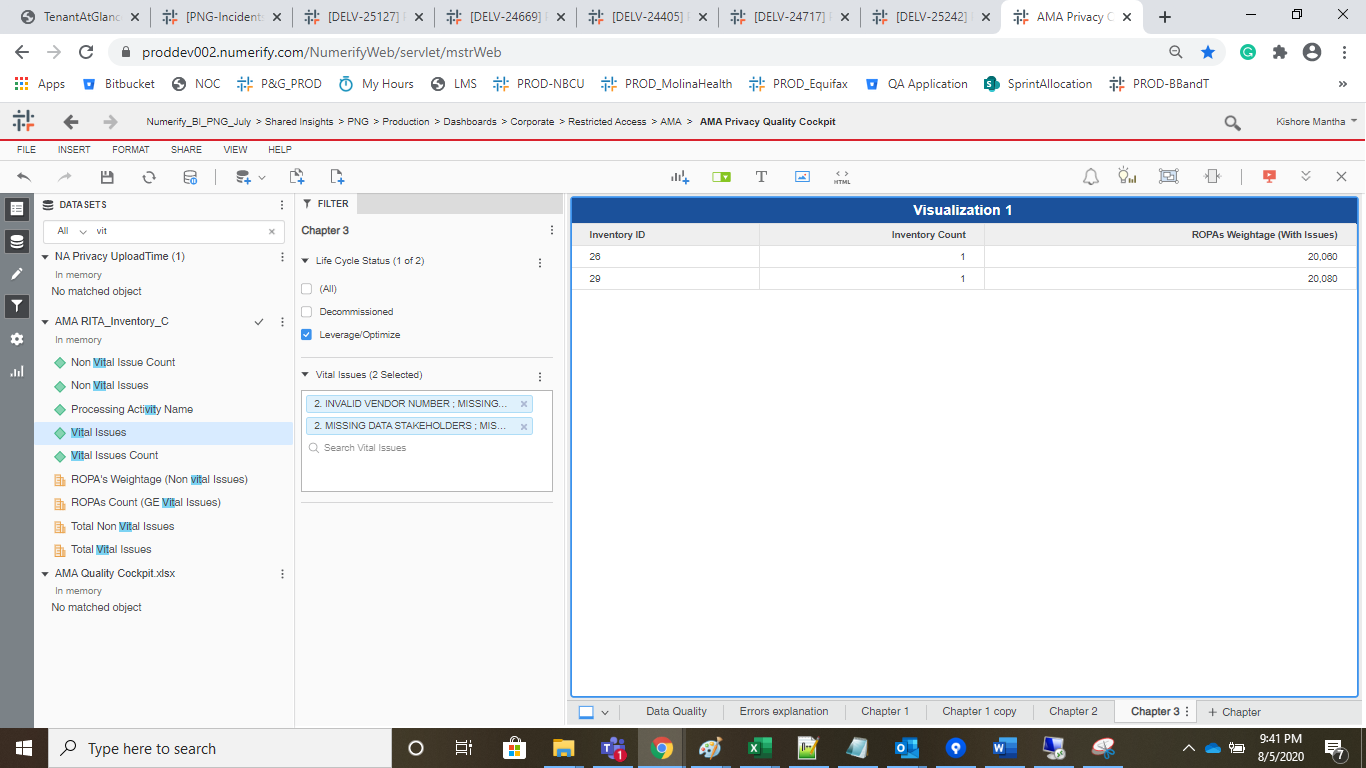 TenantAtGlanc
[PNG-Incident
[DELV-25127]
[DELV-24669]
[DELV-24405]
[DELV-24717]
[DELV-25242]
AMA Privacy C
proddev002.numerify.com/NumerifyWeb/servlet/mstrWeb
Apps Bitbucket NOC P&G_PROD My Hours LMS PROD-NBCU PROD_MolinaHealth PROD_Equifax QA Application SprintAllocation PROD-BBandT »
Numerify_BI_PNG_July > Shared Insights > PNG > Production > Dashboards > Corporate > Restricted Access > AMA > AMA Privacy Quality Cockpit
Kishore Mantha
FILE INSERT FORMAT SHARE VIEW HELP
HTML
DATASETS
All vit
NA Privacy UploadTime (1)
In memory
No matched object
AMA RITA_Inventory_C
In memory
Non Vital Issue Count
Non Vital Issues
Processing Activity Name
Vital Issues
Vital Issues Count
ROPA's Weightage (Non vital Issues)
ROPAs Count (GE Vital Issues)
Total Non Vital Issues
Total Vital Issues
AMA Quality Cockpit.xlsx
In memory
No matched object
FILTER
Chapter 3
Life Cycle Status (1 of 2)
(All)
Decommissioned
Leverage/Optimize
Vital Issues (2 Selected)
2. INVALID VENDOR NUMBER ; MISSING...
2. MISSING DATA STAKEHOLDERS ; MIS...
Search Vital Issues
Visualization 1
Inventory ID Inventory Count ROPAs Weightage (With Issues)
26 1 20,060
29 1 20,080
Data Quality Errors explanation Chapter 1 Chapter 1 copy Chapter 2 Chapter 3 + Chapter
Type here to search
1
9:41 PM
8/5/2020
7